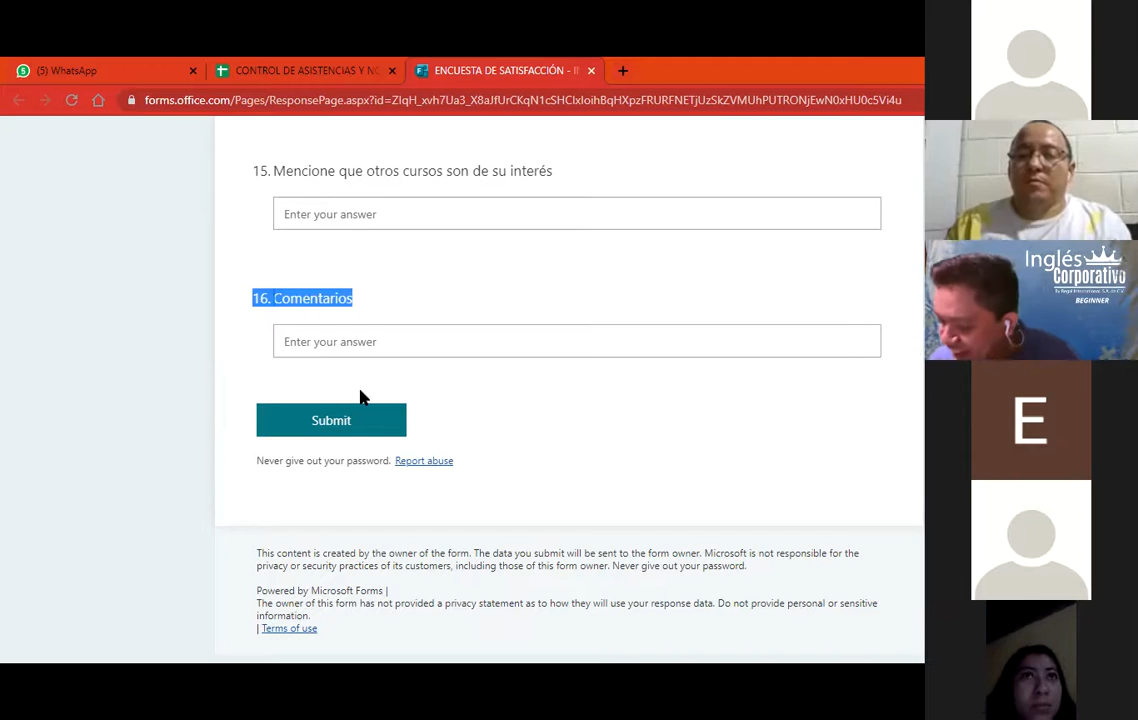 (5) WhatsApp
CONTROL DE ASISTENCIAS Y NO
ENCUESTA DE SATISFACCIÓN - I
forms.office.com/Pages/ResponsePage.aspx?id=ZIqH_xvh7Ua3_X8aJfUrCKqN1cSHClxIoihBqHXpzFRURFNETjUzSkZVMUhPUTRONjEwN0xHU0c5Vi4u
15. Mencione que otros cursos son de su interés
Enter your answer
16. Comentarios
Enter your answer
Submit
Never give out your password. Report abuse
This content is created by the owner of the form. The data you submit will be sent to the form owner. Microsoft is not responsible for the
privacy or security practices of its customers, including those of this form owner. Never give out your password.
Powered by Microsoft Forms |
The owner of this form has not provided a privacy statement as to how they will use your response data. Do not provide personal or sensitive
information.
| Terms of use
Inglés
Corporativo
BEGINNER
E